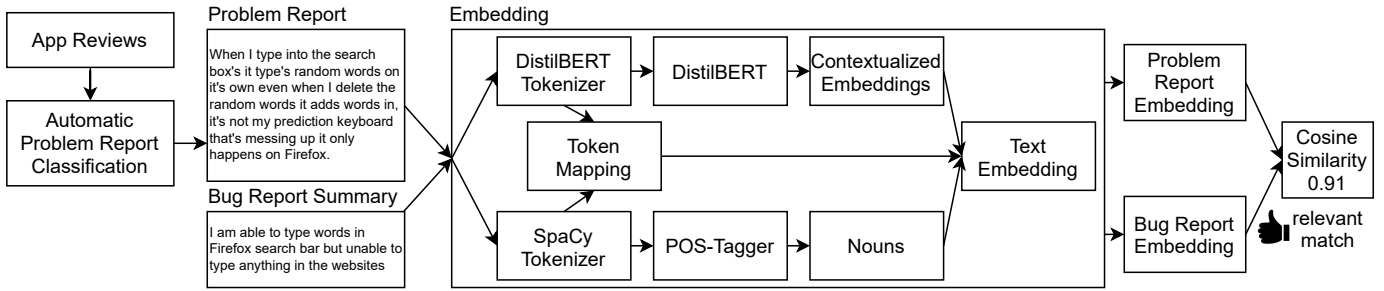 App Reviews
Automatic
Problem Report
Classification
Problem Report
When I type into the search
box's it type's random words on
it's own even when I delete the
random words it adds words in,
it's not my prediction keyboard
that's messing up it only
happens on Firefox.
Bug Report Summary
I am able to type words in
Firefox search bar but unable to
type anything in the websites
Embedding
DistilBERT
Tokenizer
DistilBERT
Contextualized
Embeddings
Token
Mapping
Text
Embedding
SpaCy
Tokenizer
POS-Tagger
Nouns
Problem
Report
Embedding
Bug Report
Embedding
Cosine
Similarity
0.91
relevant
match